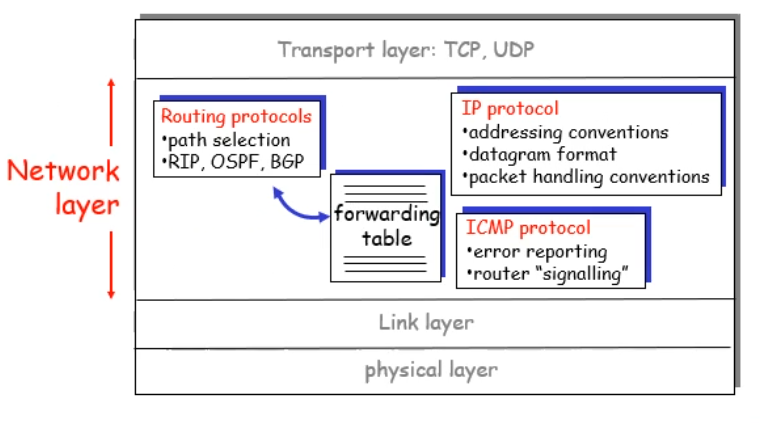 Transport layer: TCP, UDP
Network
layer
Routing protocols
•path selection
•RIP, OSPF, BGP
forwarding
table
IP protocol
•addressing conventions
•datagram format
•packet handling conventions
ICMP protocol
•error reporting
•router “signalling”
Link layer
physical layer